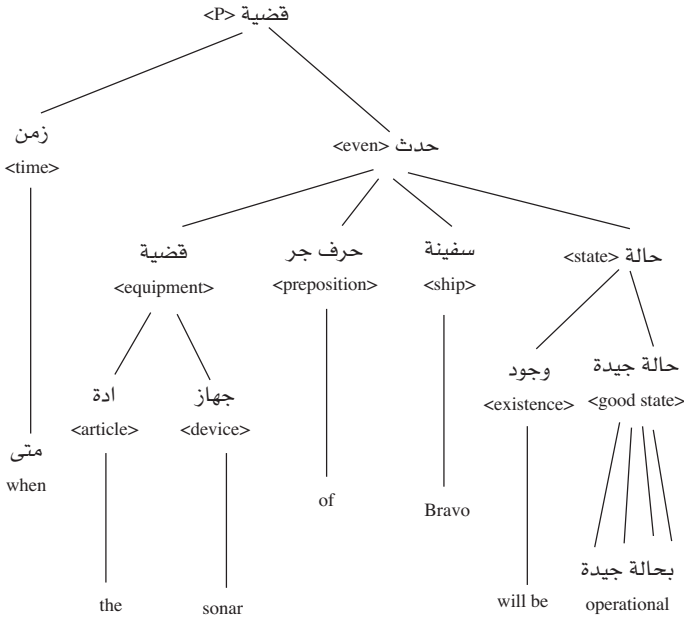 قضية <P>
زمن
<time>
حدث <even>
قضية
<equipment>
حرف جر
<preposition>
سفينة
<ship>
حالة <state>
ادة
<article>
جهاز
<device>
وجود
<existence>
حالة جيدة
<good state>
متى
when
of
Bravo
the
sonar
will be
بحالة جيدة
operational